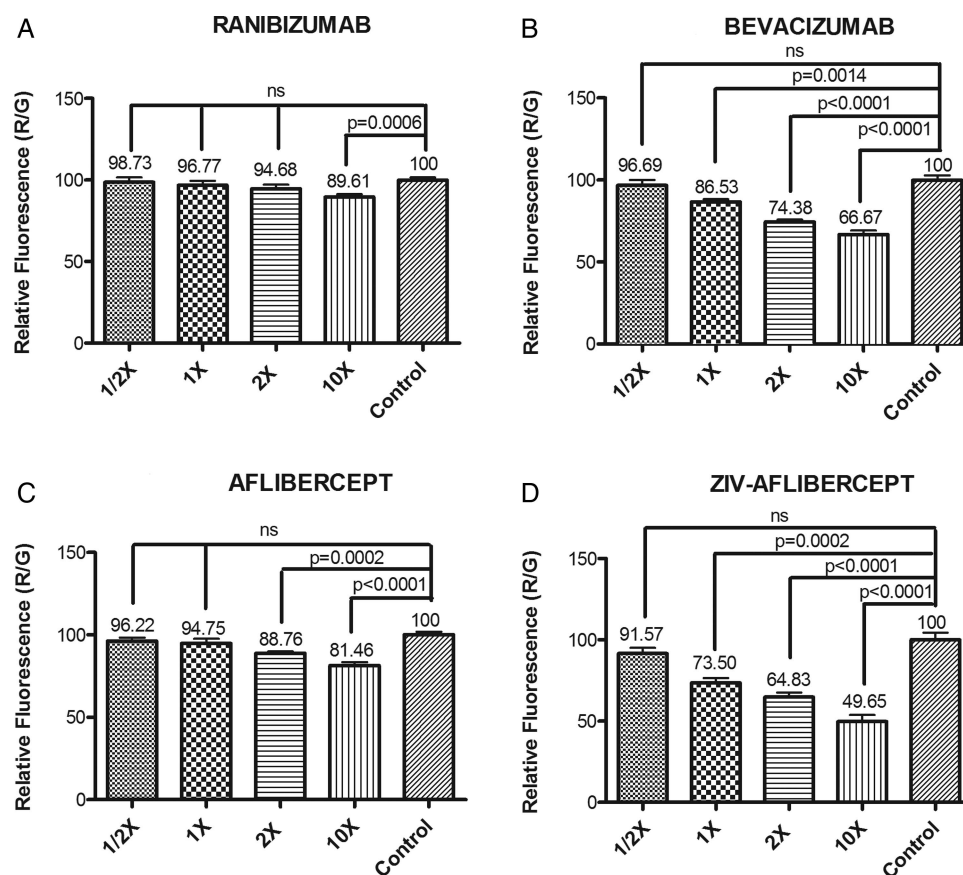 A
RANIBIZUMAB
Relative Fluorescence (R/G)
150
100
50
0
ns
p=0.0006
98.73
96.77
94.68
89.61
100
1/2X
1X
2X
10X
Control
B
BEVACIZUMAB
Relative Fluorescence (R/G)
150
100
50
0
ns
p=0.0014
p<0.0001
p<0.0001
96.69
86.53
74.38
66.67
100
1/2X
1X
2X
10X
Control
C
AFLIBERCEPT
Relative Fluorescence (R/G)
150
100
50
0
ns
p=0.0002
p<0.0001
96.22
94.75
88.76
81.46
100
1/2X
1X
2X
10X
Control
D
ZIV-AFLIBERCEPT
Relative Fluorescence (R/G)
150
100
50
0
ns
p=0.0002
p<0.0001
p<0.0001
91.57
73.50
64.83
49.65
100
1/2X
1X
2X
10X
Control